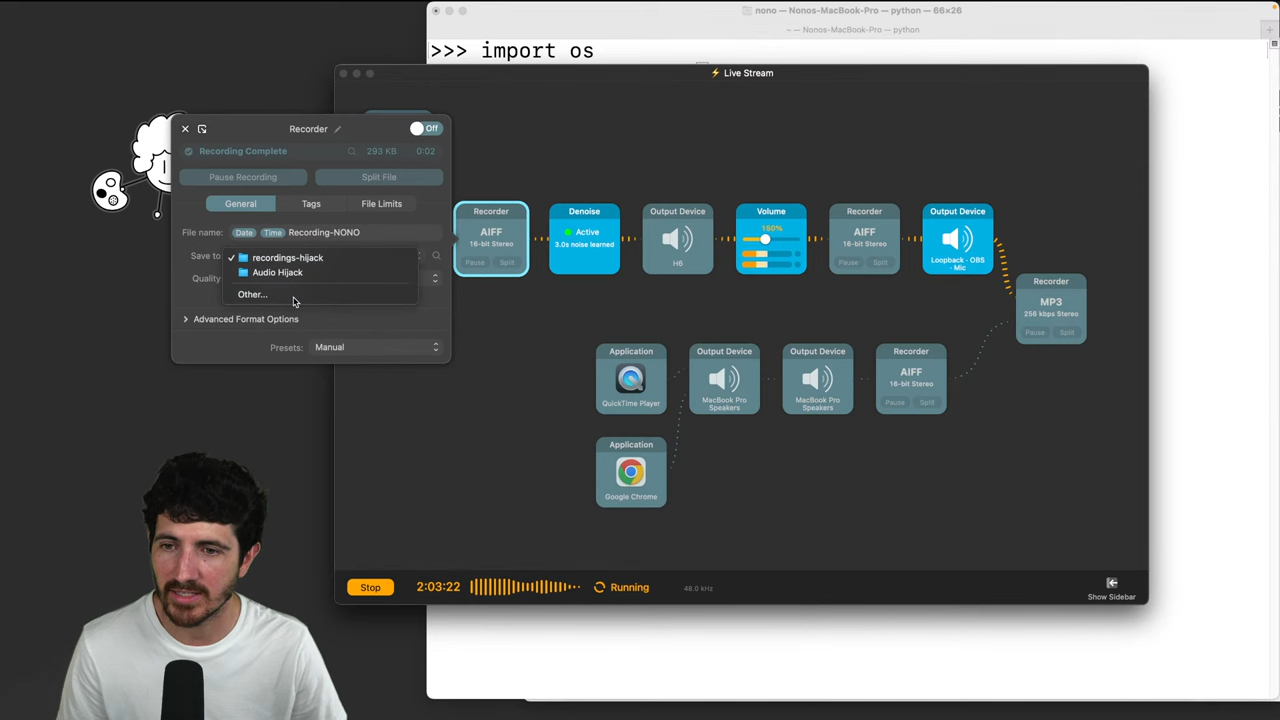 nono — Nonos-MacBook-Pro — python — 66×26
~ — Nonos-MacBook-Pro — python
+
>>> import os
⚡ Live Stream
Recorder
Off
Recording Complete
293 KB
0:02
Pause Recording
Split File
General
Tags
File Limits
File name:
Date
Time
Recording-NONO
Save to
recordings-hijack
Audio Hijack
Other...
Quality
Advanced Format Options
Presets:
Manual
Recorder
AIFF
16-bit Stereo
Pause
Split
Denoise
Active
3.0s noise learned
Output Device
H6
Volume
150%
Recorder
AIFF
16-bit Stereo
Pause
Split
Output Device
Loopback - OBS
- Mic
Recorder
MP3
256 kbps Stereo
Pause
Split
Application
QuickTime Player
Output Device
MacBook Pro
Speakers
Output Device
MacBook Pro
Speakers
Recorder
AIFF
16-bit Stereo
Pause
Split
Application
Google Chrome
Stop
2:03:22
Running
48.0 kHz
Show Sidebar